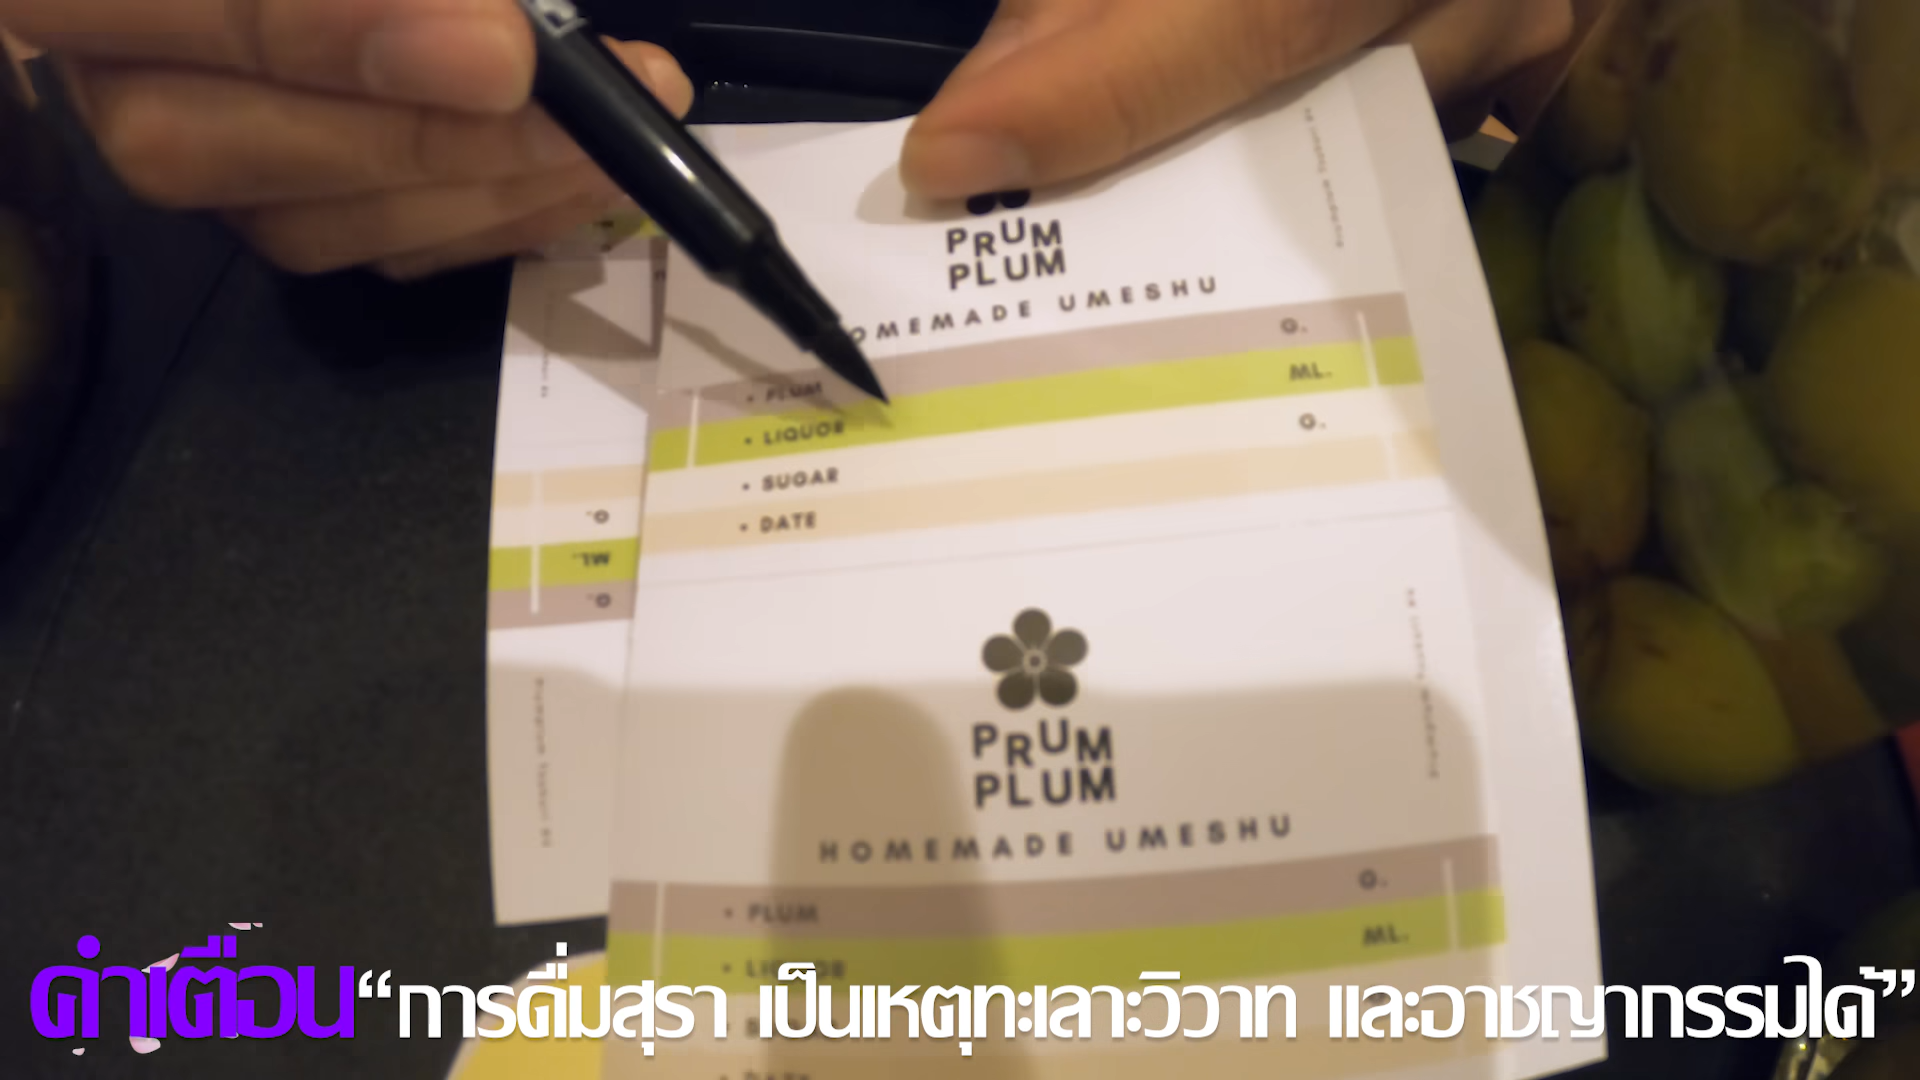 PRUM
PLUM
HOMEMADE UMESHU
• PLUM G.
• LIQUOR ML.
• SUGAR G.
• DATE
G.
ML.
G.
PRUM
PLUM
HOMEMADE UMESHU
• PLUM G.
• LIQUOR ML.
คำเตือน “การดื่มสุรา เป็นเหตุทะเลาะวิวาท และอาชญากรรมได้”